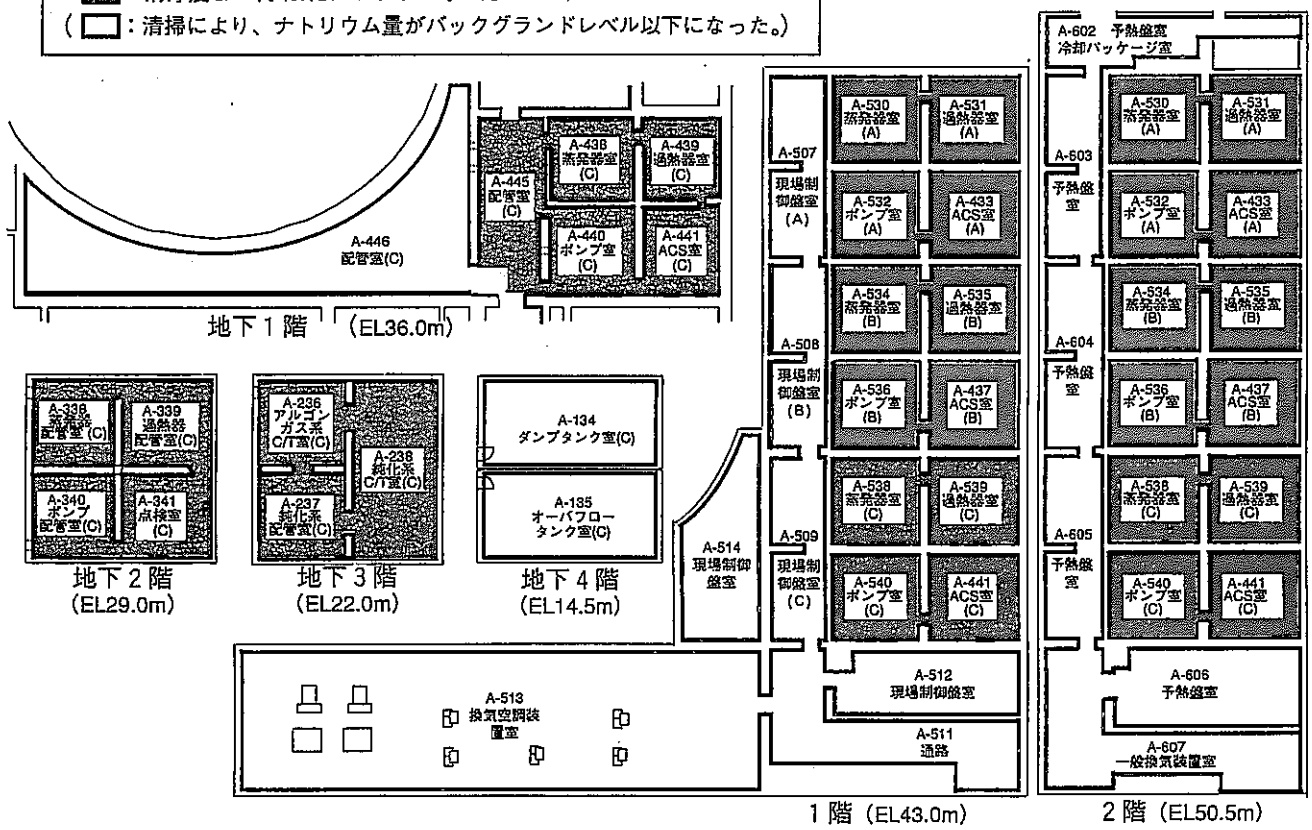 (□：清掃により、ナトリウム量がバックグランドレベル以下になった。)
A-438
蒸発器室
(C)
A-439
過熱器室
(C)
A-445
配管室
(C)
A-440
ポンプ室
(C)
A-441
ACS室
(C)
A-446
配管室(C)
地下1階 (EL36.0m)
A-338
蒸発器
配管室(C)
A-339
過熱器
配管室(C)
A-340
ポンプ
配管室(C)
A-341
点検室
(C)
地下2階
(EL29.0m)
A-236
アルゴン
ガス系
C/T室(C)
A-238
純化系
C/T室(C)
A-237
純化系
配管室(C)
地下3階
(EL22.0m)
A-134
ダンプタンク室(C)
A-135
オーバフロー
タンク室(C)
地下4階
(EL14.5m)
A-507
現場制
御盤室
(A)
A-508
現場制
御盤室
(B)
A-509
現場制
御盤室
(C)
A-514
現場制御
盤室
A-530
蒸発器室
(A)
A-531
過熱器室
(A)
A-532
ポンプ室
(A)
A-433
ACS室
(A)
A-534
蒸発器室
(B)
A-535
過熱器室
(B)
A-536
ポンプ室
(B)
A-437
ACS室
(B)
A-538
蒸発器室
(C)
A-539
過熱器室
(C)
A-540
ポンプ室
(C)
A-441
ACS室
(C)
A-512
現場制御盤室
A-513
換気空調装
置室
A-511
通路
1階 (EL43.0m)
A-602 予熱盤室
冷却パッケージ室
A-603
予熱盤
室
A-604
予熱盤
室
A-605
予熱盤
室
A-530
蒸発器室
(A)
A-531
過熱器室
(A)
A-532
ポンプ室
(A)
A-433
ACS室
(A)
A-534
蒸発器室
(B)
A-535
過熱器室
(B)
A-536
ポンプ室
(B)
A-437
ACS室
(B)
A-538
蒸発器室
(C)
A-539
過熱器室
(C)
A-540
ポンプ室
(C)
A-441
ACS室
(C)
A-606
予熱盤室
A-607
一般換気装置室
2階 (EL50.5m)